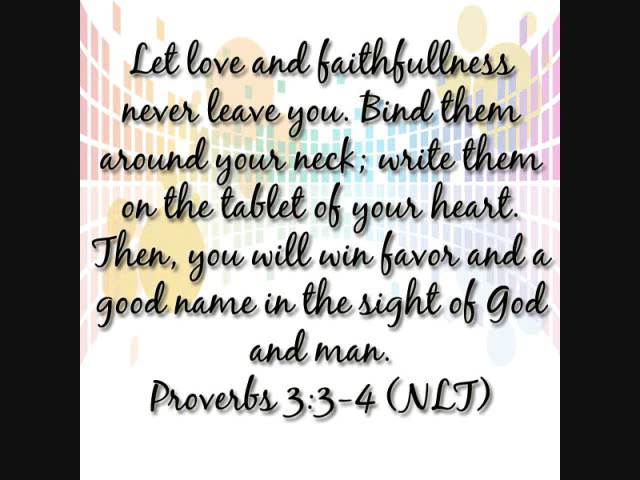 Let love and faithfullness
never leave you. Bind them
around your neck; write them
on the tablet of your heart.
Then, you will win favor and a
good name in the sight of God
and man.
Proverbs 3:3-4 (NLT)